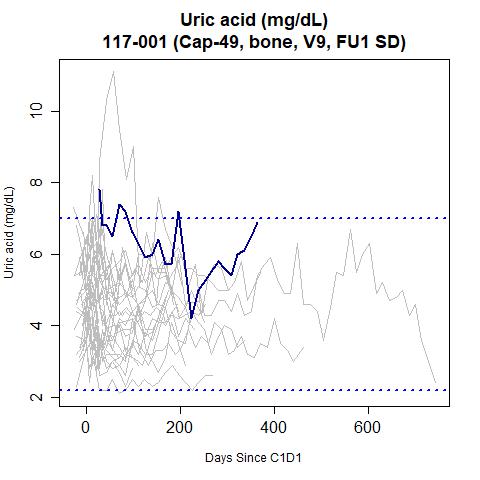 Uric acid (mg/dL)
117-001 (Cap-49, bone, V9, FU1 SD)
Uric acid (mg/dL)
10
8
6
4
2
0
200
400
600
Days Since C1D1